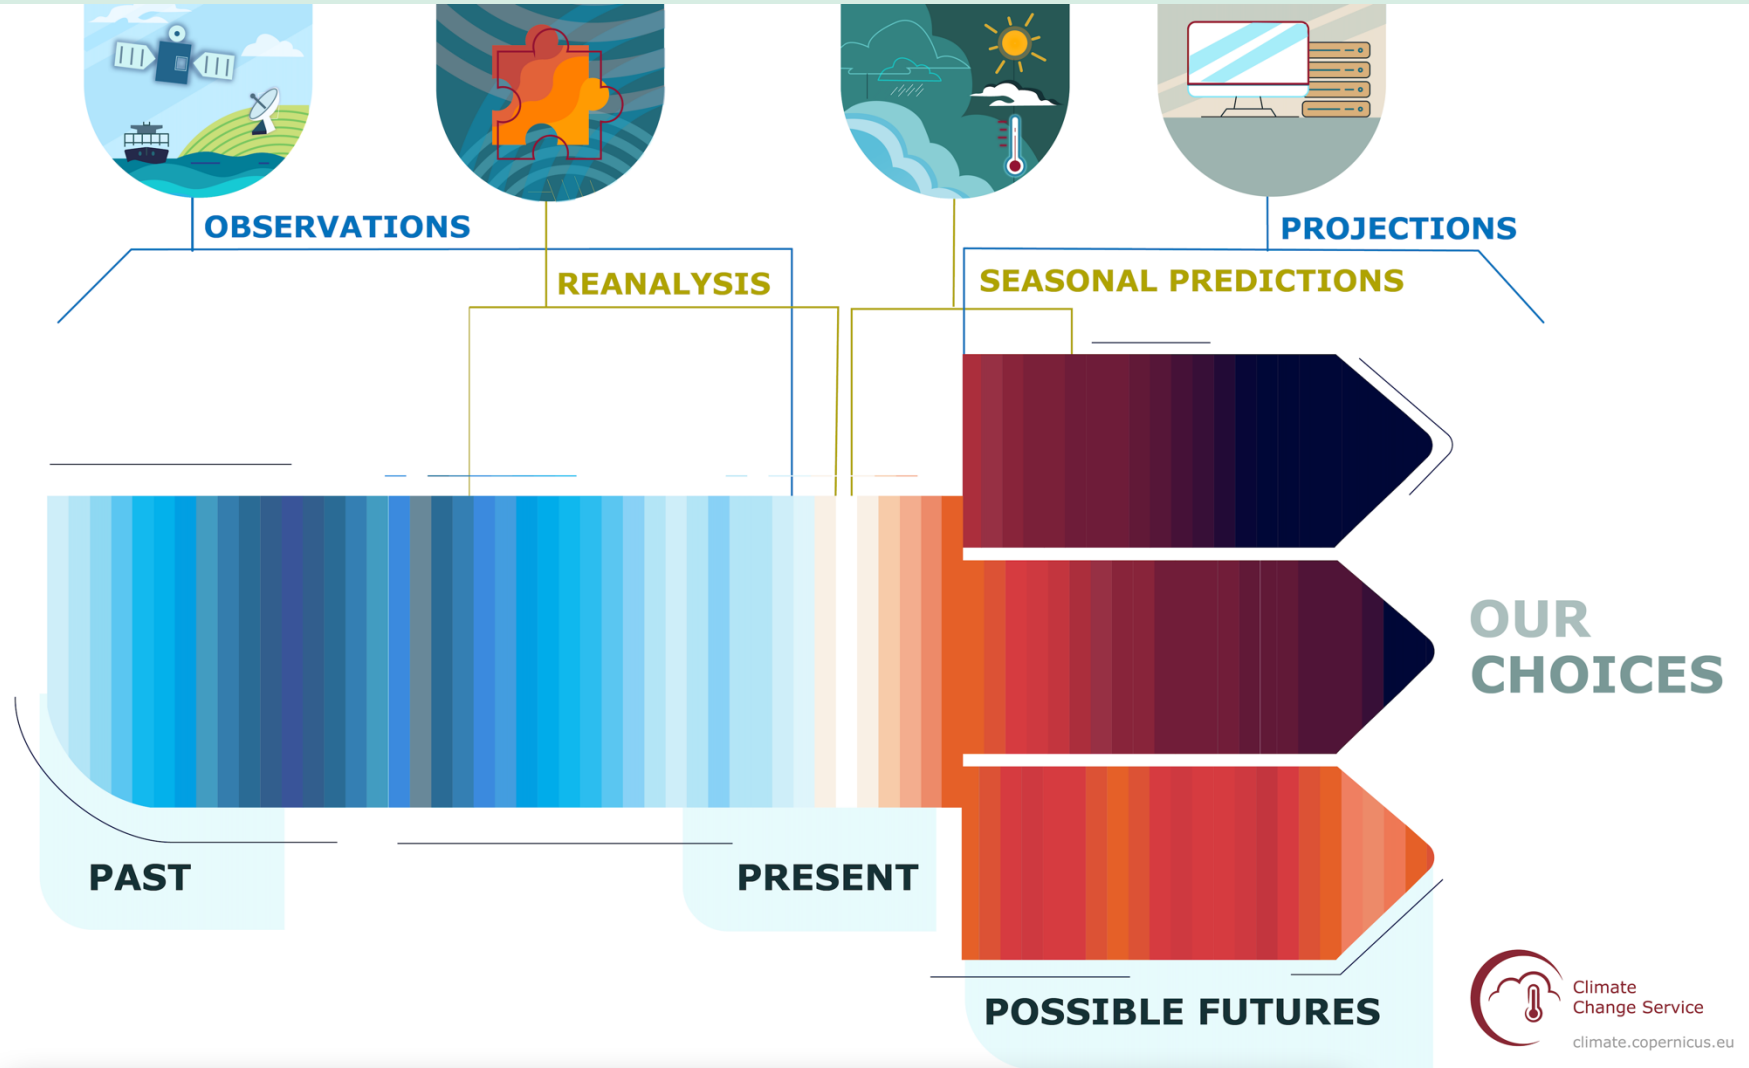 OBSERVATIONS
PROJECTIONS
REANALYSIS
SEASONAL PREDICTIONS
OUR
CHOICES
PAST
PRESENT
POSSIBLE FUTURES
Climate
Change Service
climate.copernicus.eu